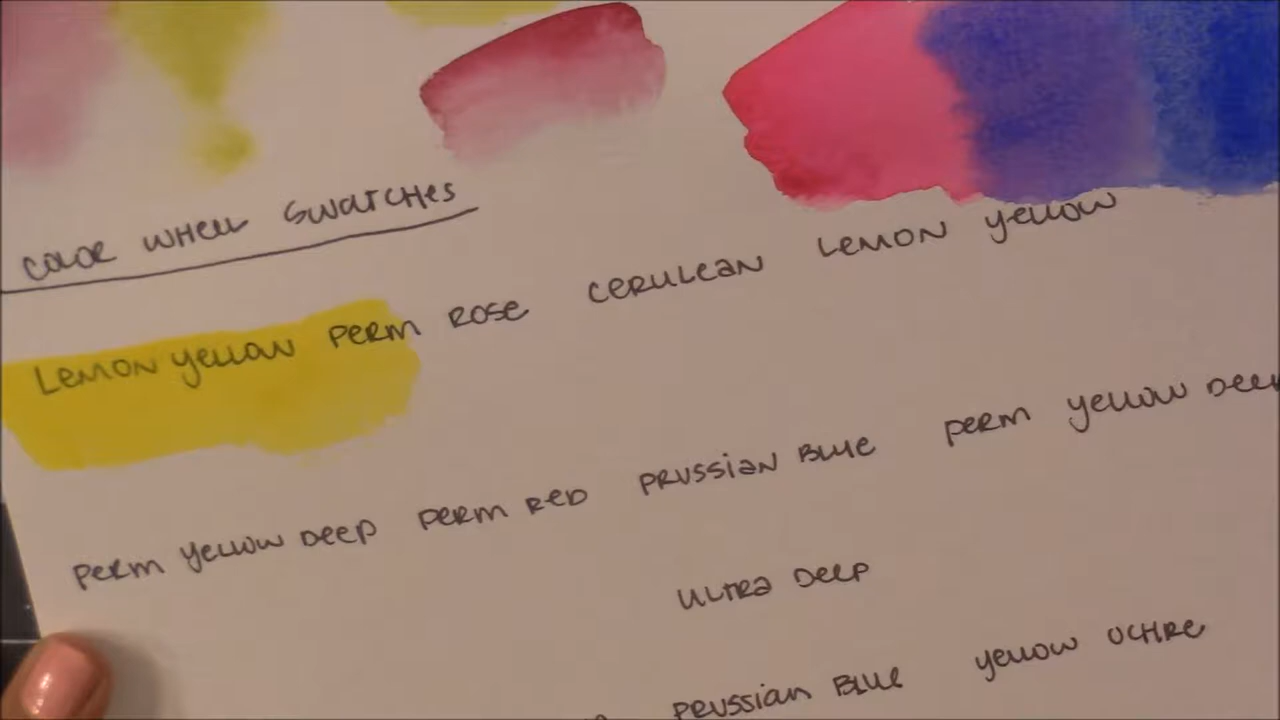 COLOR WHEEL SWATCHES
LEMON YELLOW PERM ROSE CERULEAN LEMON YELLOW
PERM YELLOW DEEP PERM RED PRUSSIAN BLUE PERM YELLOW DEEP
ULTRA DEEP
PRUSSIAN BLUE YELLOW OCHRE